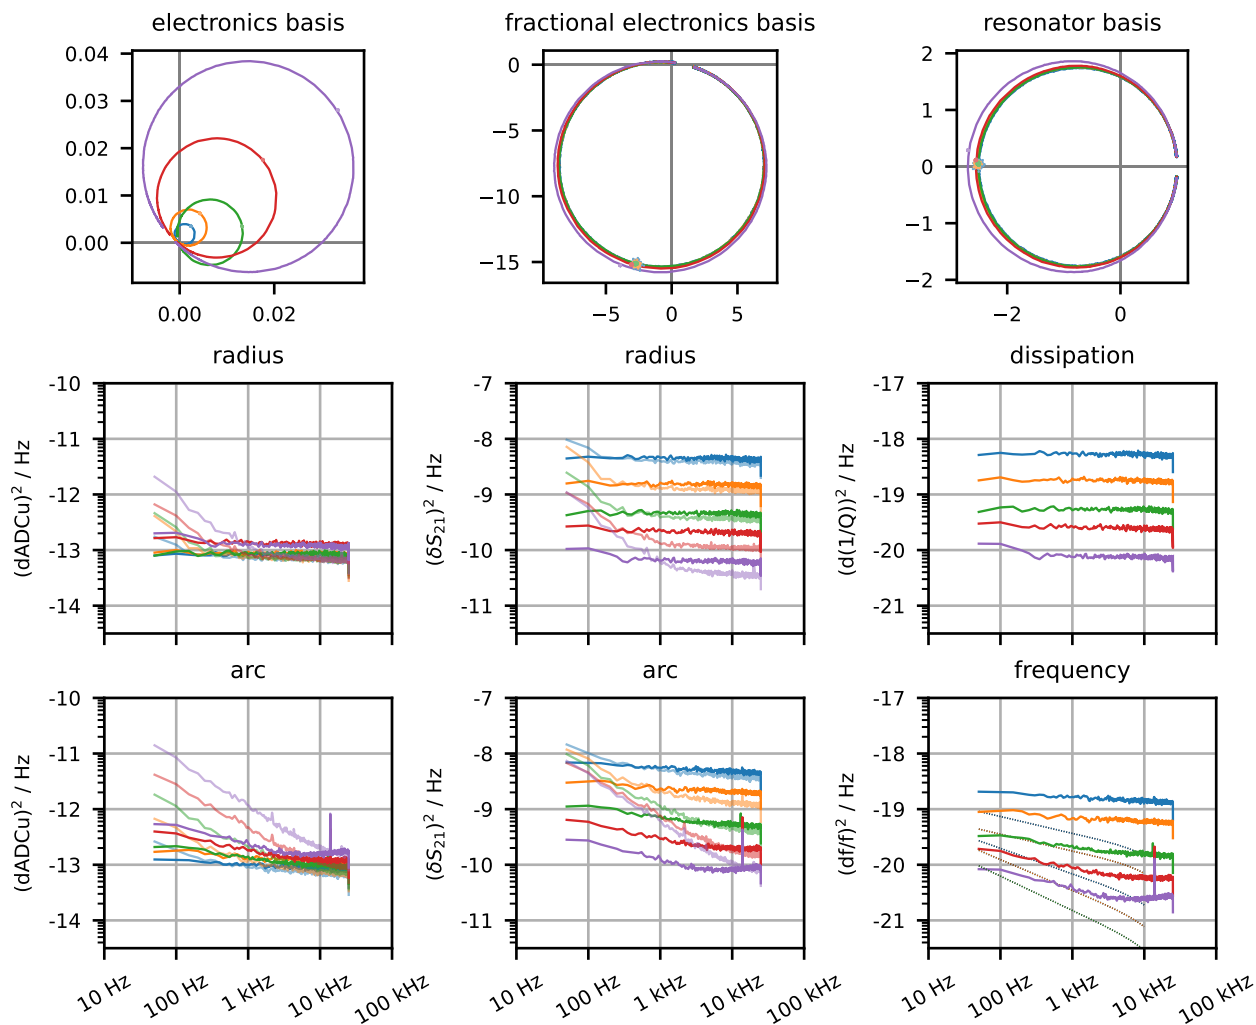 electronics basis
fractional electronics basis
resonator basis
0.04
0.03
0.02
0.01
0.00
0.00
0.02
0
−5
−10
−15
−5
0
5
2
1
0
−1
−2
−2
0
radius
radius
dissipation
(dADCu)² / Hz
-10
-11
-12
-13
-14
(δS₂₁)² / Hz
-7
-8
-9
-10
-11
(d(1/Q))² / Hz
-17
-18
-19
-20
-21
arc
arc
frequency
(dADCu)² / Hz
-10
-11
-12
-13
-14
(δS₂₁)² / Hz
-7
-8
-9
-10
-11
(df/f)² / Hz
-17
-18
-19
-20
-21
10 Hz
100 Hz
1 kHz
10 kHz
100 kHz
10 Hz
100 Hz
1 kHz
10 kHz
100 kHz
10 Hz
100 Hz
1 kHz
10 kHz
100 kHz